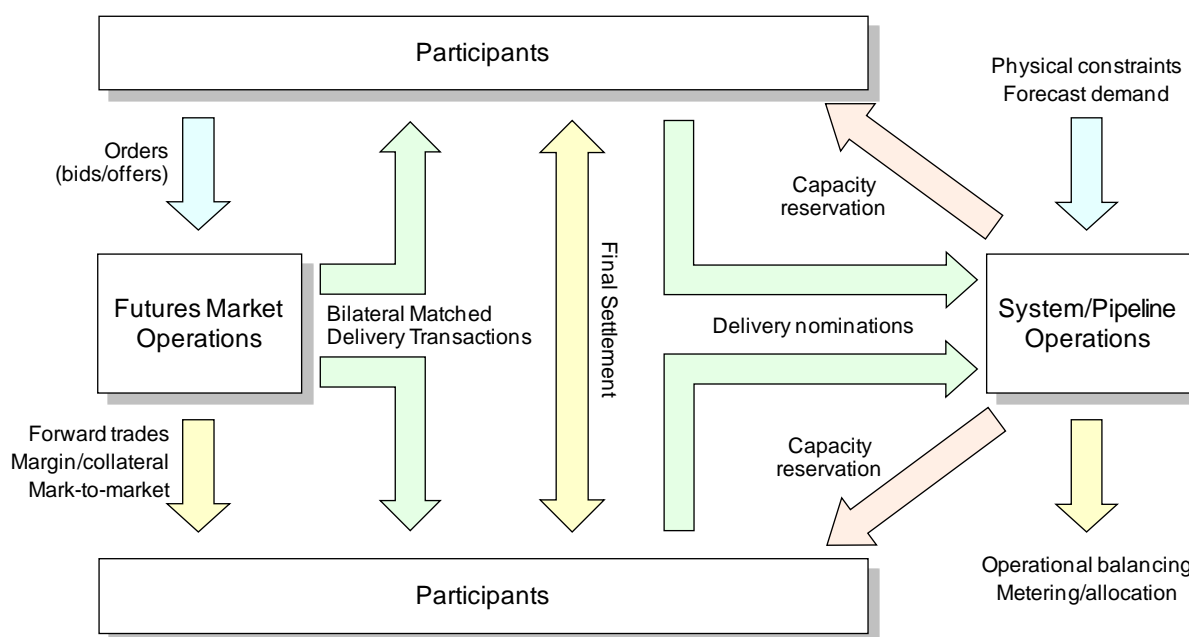 Participants
Physical constraints
Forecast demand
Orders
(bids/offers)
Capacity
reservation
Final Settlement
Futures Market
Operations
Bilateral Matched
Delivery Transactions
Delivery nominations
System/Pipeline
Operations
Forward trades
Margin/collateral
Mark-to-market
Capacity
reservation
Participants
Operational balancing
Metering/allocation